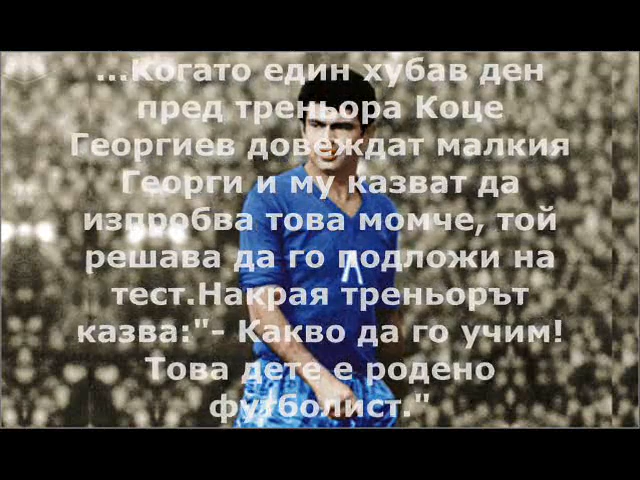 ...Когато един хубав ден
пред треньора Коце
Георгиев довеждат малкия
Георги и му казват да
изпробва това момче, той
решава да го подложи на
тест.Накрая треньорът
казва:"- Какво да го учим!
Това дете е родено
футболист."
Л